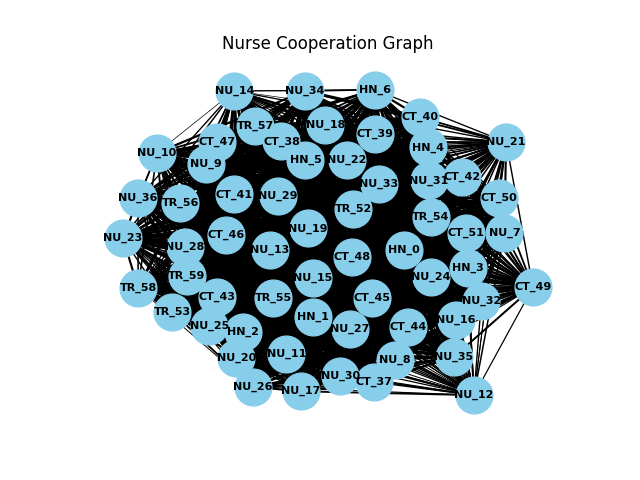 Nurse Cooperation Graph
NU_14
NU_34
HN_6
CT_40
TR_57
NU_18
CT_39
NU_21
CT_47
CT_38
HN_4
NU_10
NU_9
HN_5
NU_22
NU_31
CT_42
NU_33
NU_36
TR_56
CT_41
NU_29
CT_50
TR_52
TR_54
NU_23
CT_46
NU_19
CT_51
NU_7
NU_28
NU_13
CT_48
HN_0
HN_3
TR_59
NU_15
NU_24
TR_58
CT_43
TR_55
CT_45
NU_32
CT_49
TR_53
NU_25
HN_2
HN_1
NU_27
CT_44
NU_16
NU_20
NU_11
NU_8
NU_35
NU_26
NU_17
NU_30
CT_37
NU_12